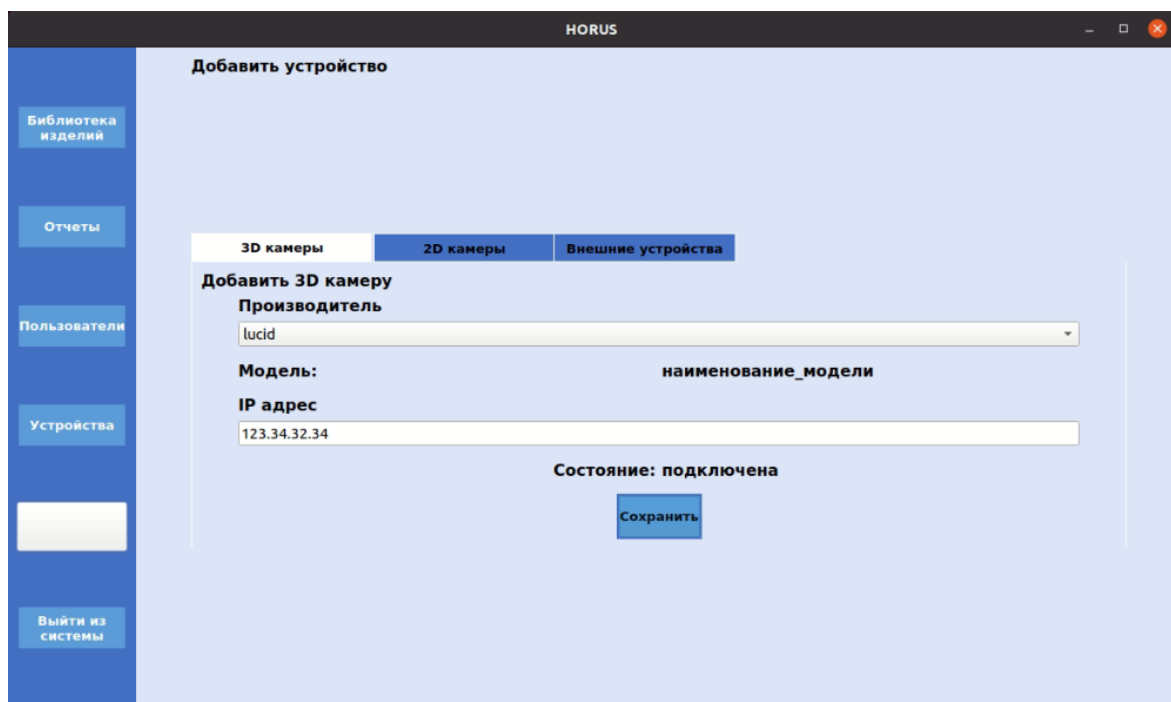 HORUS
Добавить устройство
Библиотека
изделий
Отчеты
Пользователи
Устройства
Выйти из
системы
3D камеры
2D камеры
Внешние устройства
Добавить 3D камеру
Производитель
lucid
Модель:
наименование_модели
IP адрес
123.34.32.34
Состояние: подключена
Сохранить